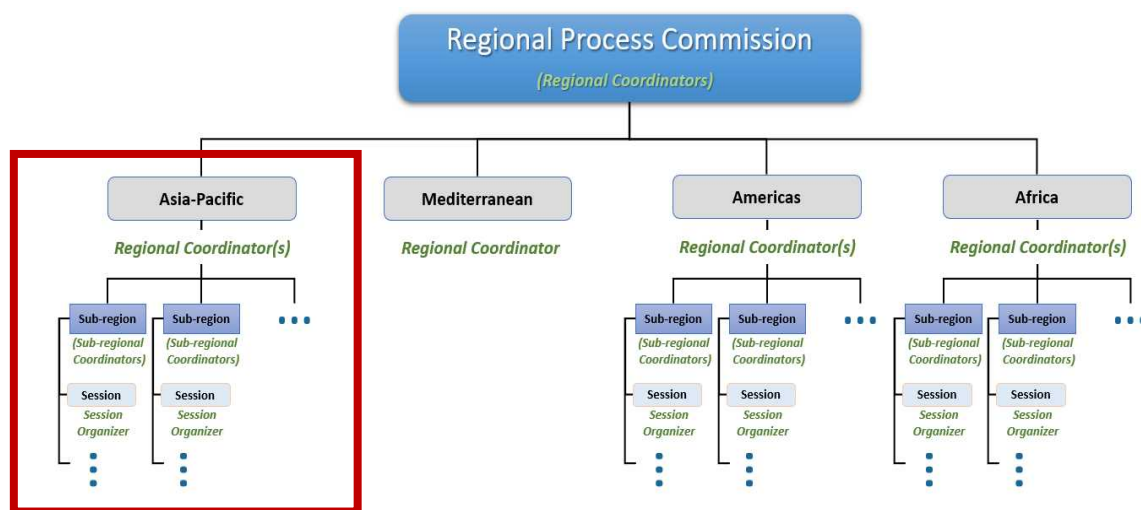 Regional Process Commission
(Regional Coordinators)
Asia-Pacific
Mediterranean
Americas
Africa
Regional Coordinator(s)
Regional Coordinator
Regional Coordinator(s)
Regional Coordinator(s)
Sub-region
Sub-region
Sub-region
Sub-region
Sub-region
Sub-region
(Sub-regional
Coordinators)
(Sub-regional
Coordinators)
(Sub-regional
Coordinators)
(Sub-regional
Coordinators)
(Sub-regional
Coordinators)
(Sub-regional
Coordinators)
Session
Session
Session
Session
Session
Session
Session
Organizer
Session
Organizer
Session
Organizer
Session
Organizer
Session
Organizer
Session
Organizer